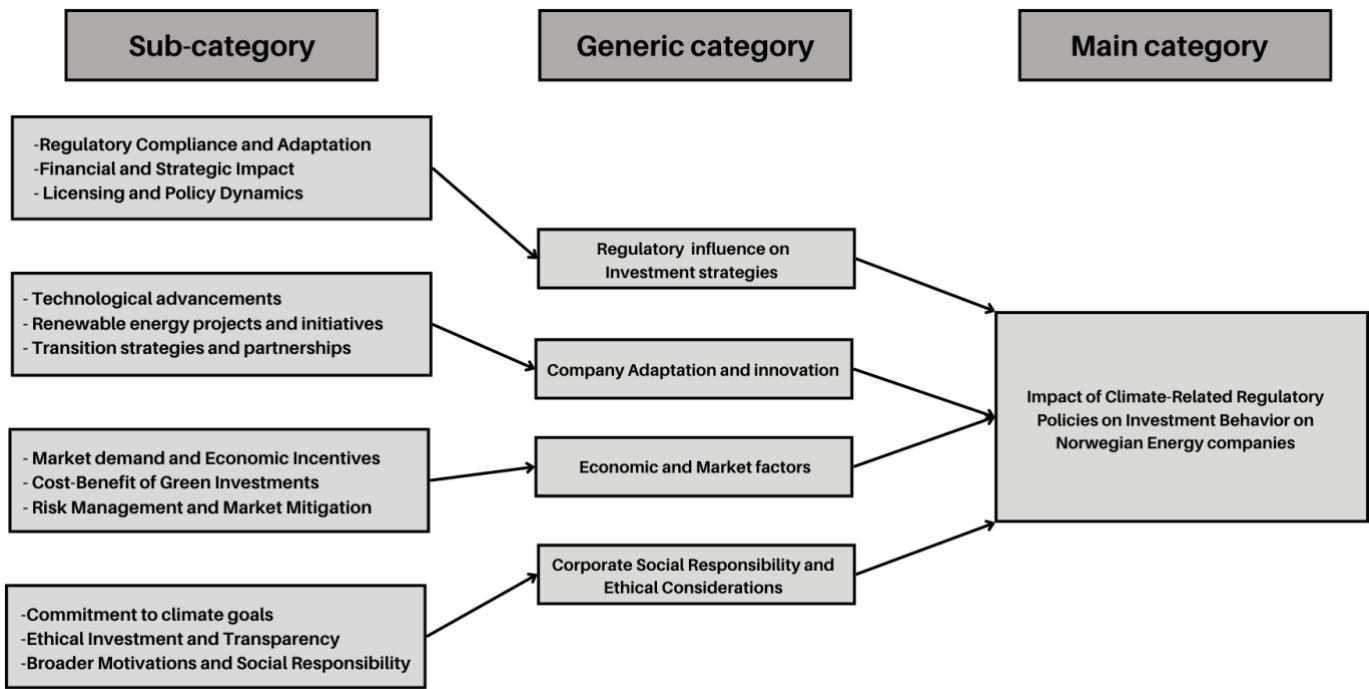 Sub-category
Generic category
Main category
-Regulatory Compliance and Adaptation
-Financial and Strategic Impact
- Licensing and Policy Dynamics
- Technological advancements
- Renewable energy projects and initiatives
- Transition strategies and partnerships
- Market demand and Economic Incentives
- Cost-Benefit of Green Investments
- Risk Management and Market Mitigation
-Commitment to climate goals
-Ethical Investment and Transparency
-Broader Motivations and Social Responsibility
Regulatory influence on
Investment strategies
Company Adaptation and innovation
Economic and Market factors
Corporate Social Responsibility and
Ethical Considerations
Impact of Climate-Related Regulatory
Policies on Investment Behavior on
Norwegian Energy companies